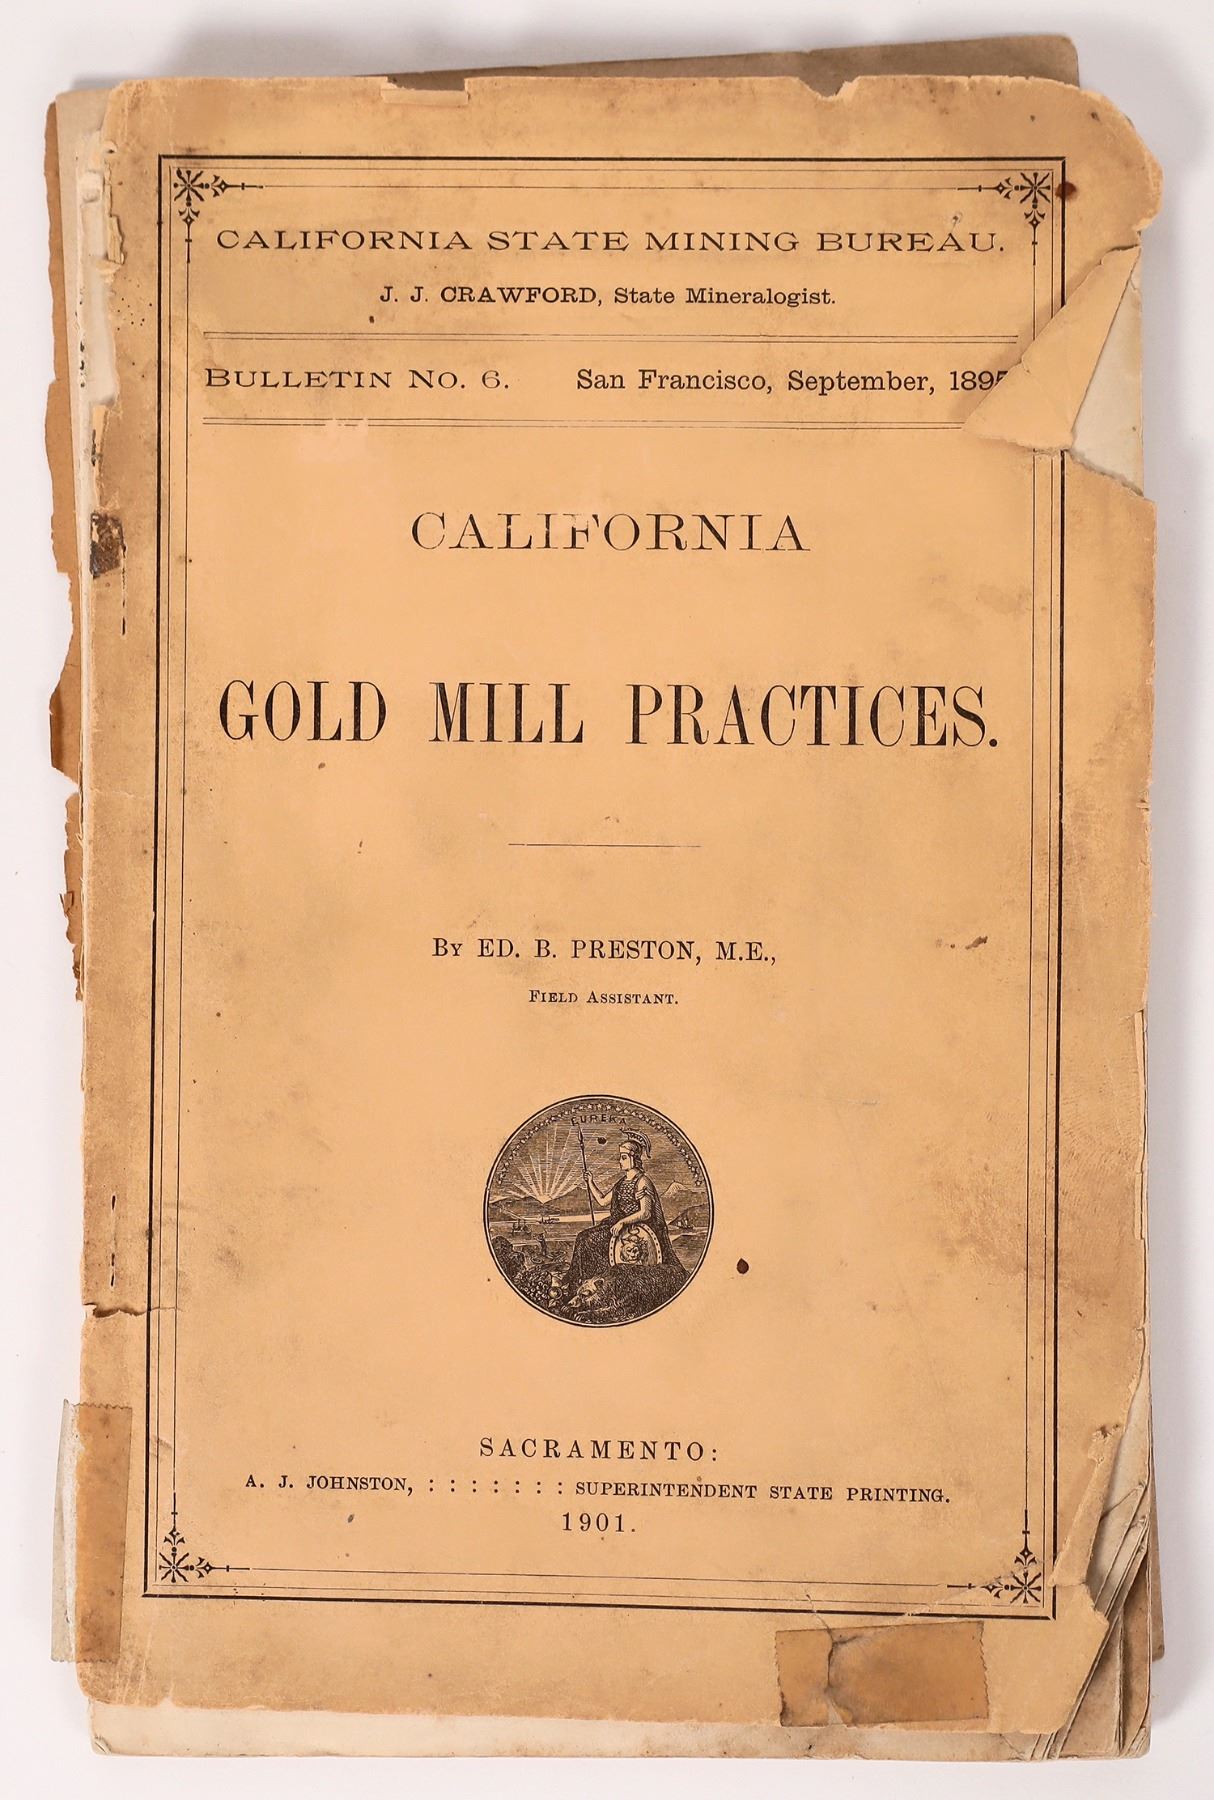 CALIFORNIA STATE MINING BUREAU.
J. J. CRAWFORD, State Mineralogist.
BULLETIN NO. 6. San Francisco, September, 1895
CALIFORNIA
GOLD MILL PRACTICES.
BY ED. B. PRESTON, M.E.,
FIELD ASSISTANT.
EUREKA
SACRAMENTO:
A. J. JOHNSTON, : : : : : : : SUPERINTENDENT STATE PRINTING.
1901.